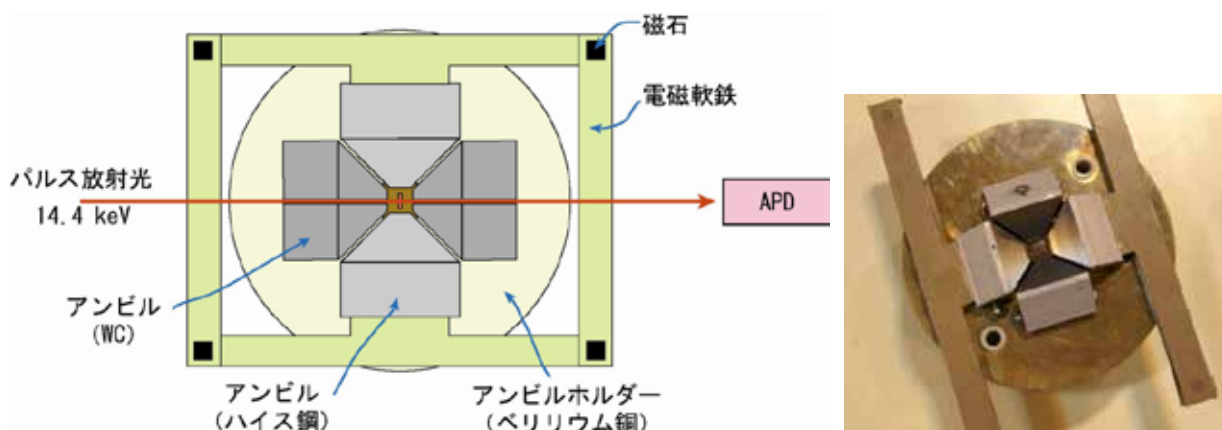 磁石
電磁軟鉄
パルス放射光
14.4 keV
APD
アンビル
(WC)
アンビル
(ハイス鋼)
アンビルホルダー
(ベリリウム銅)